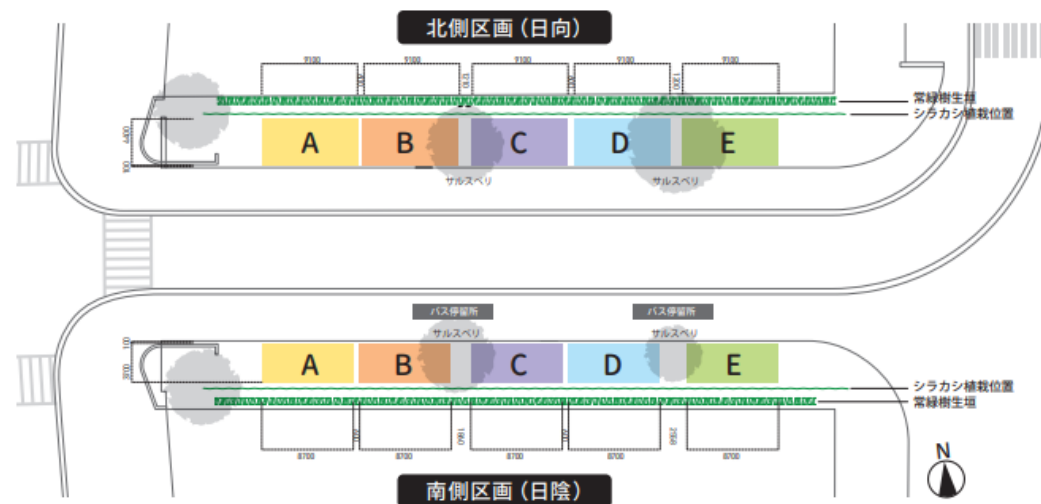 北側区画（日向）
9100 9100 9100 9100 9100
1200
常緑樹生垣
シラカシ植栽位置
4400
100
A B C D E
サルスベリ サルスベリ
バス停留所 バス停留所
サルスベリ サルスベリ
100
A B C D E
シラカシ植栽位置
常緑樹生垣
8700 8700 8700 8700 8700
N
南側区画（日陰）